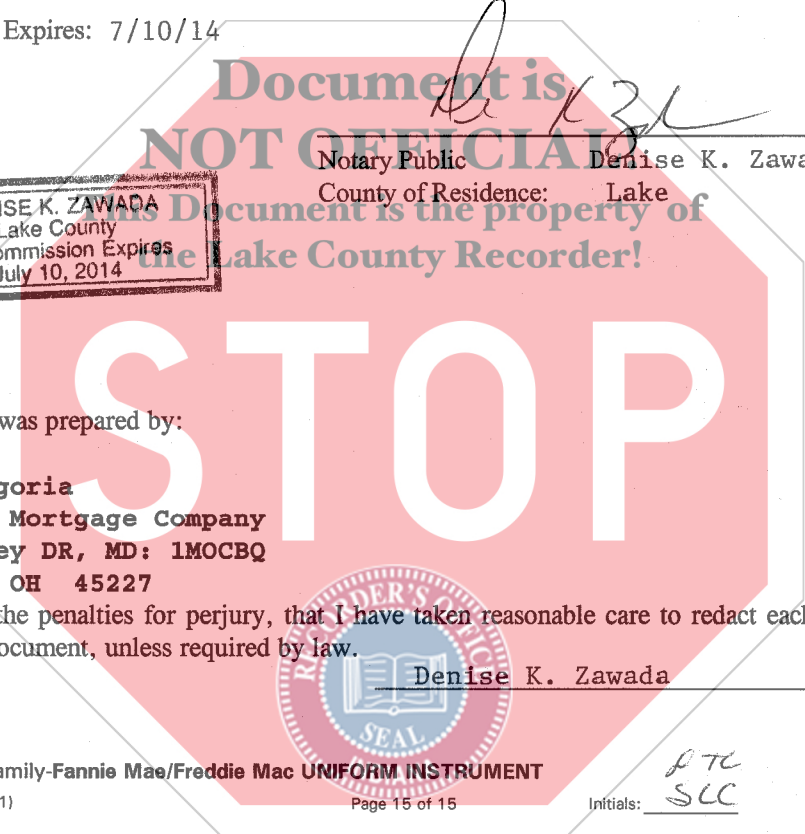 Expires: 7/10/14
Document is
NOT OFFICIAL!
This Document is the property of
the Lake County Recorder!
Notary Public Denise K. Zawa
County of Residence: Lake
ISE K. ZAWADA
Lake County
ommission Expires
July 10, 2014
STOP
was prepared by:
goria
Mortgage Company
ey DR, MD: 1MOCBQ
OH 45227
the penalties for perjury, that I have taken reasonable care to redact each
ocument, unless required by law.
Denise K. Zawada
RECORDER'S OFFICE
SEAL
INDIANA
amily-Fannie Mae/Freddie Mac UNIFORM INSTRUMENT
1) Page 15 of 15 Initials: SLC